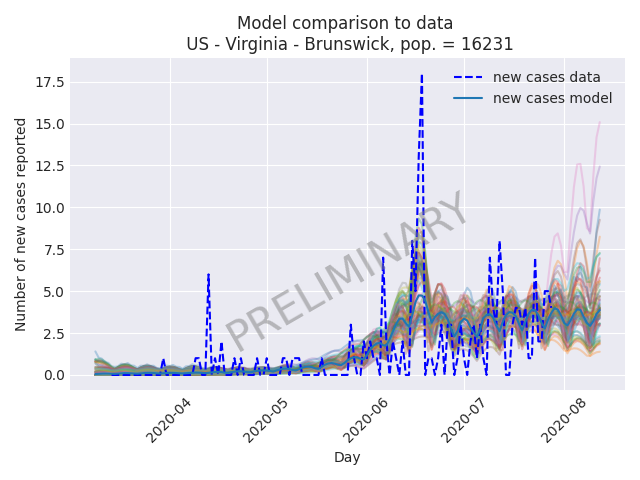 Model comparison to data
US - Virginia - Brunswick, pop. = 16231
new cases data
new cases model
Number of new cases reported
17.5
15.0
12.5
10.0
7.5
5.0
2.5
0.0
PRELIMINARY
2020-04
2020-05
2020-06
2020-07
2020-08
Day